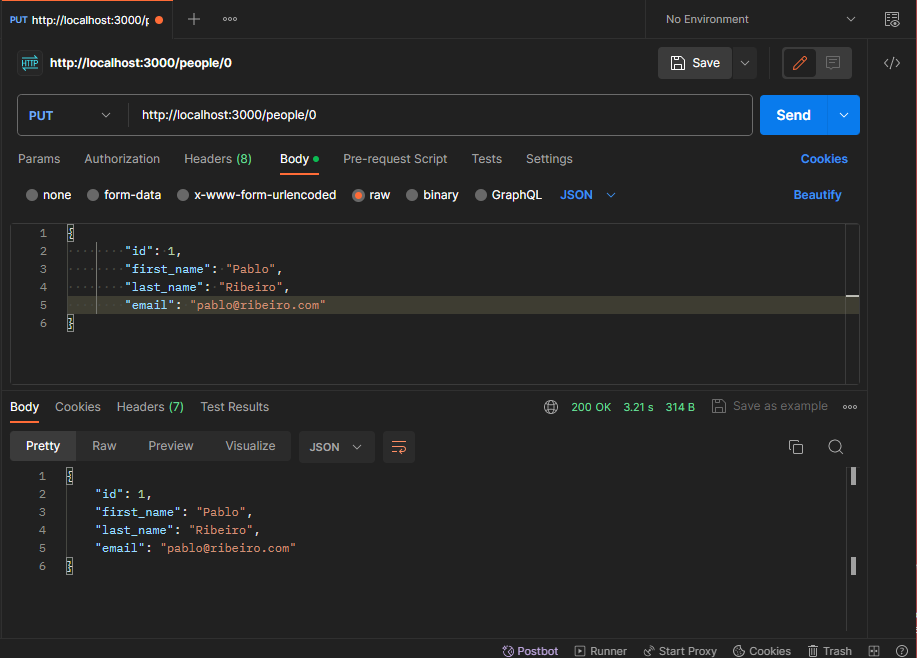 PUT http://localhost:3000/p
No Environment
HTTP http://localhost:3000/people/0
Save
PUT http://localhost:3000/people/0
Send
Params Authorization Headers (8) Body Pre-request Script Tests Settings Cookies
none form-data x-www-form-urlencoded raw binary GraphQL JSON Beautify
1 {
2 "id": 1,
3 "first_name": "Pablo",
4 "last_name": "Ribeiro",
5 "email": "pablo@ribeiro.com"
6 }
Body Cookies Headers (7) Test Results 200 OK 3.21 s 314 B Save as example
Pretty Raw Preview Visualize JSON
1 {
2 "id": 1,
3 "first_name": "Pablo",
4 "last_name": "Ribeiro",
5 "email": "pablo@ribeiro.com"
6 }
Postbot Runner Start Proxy Cookies Trash